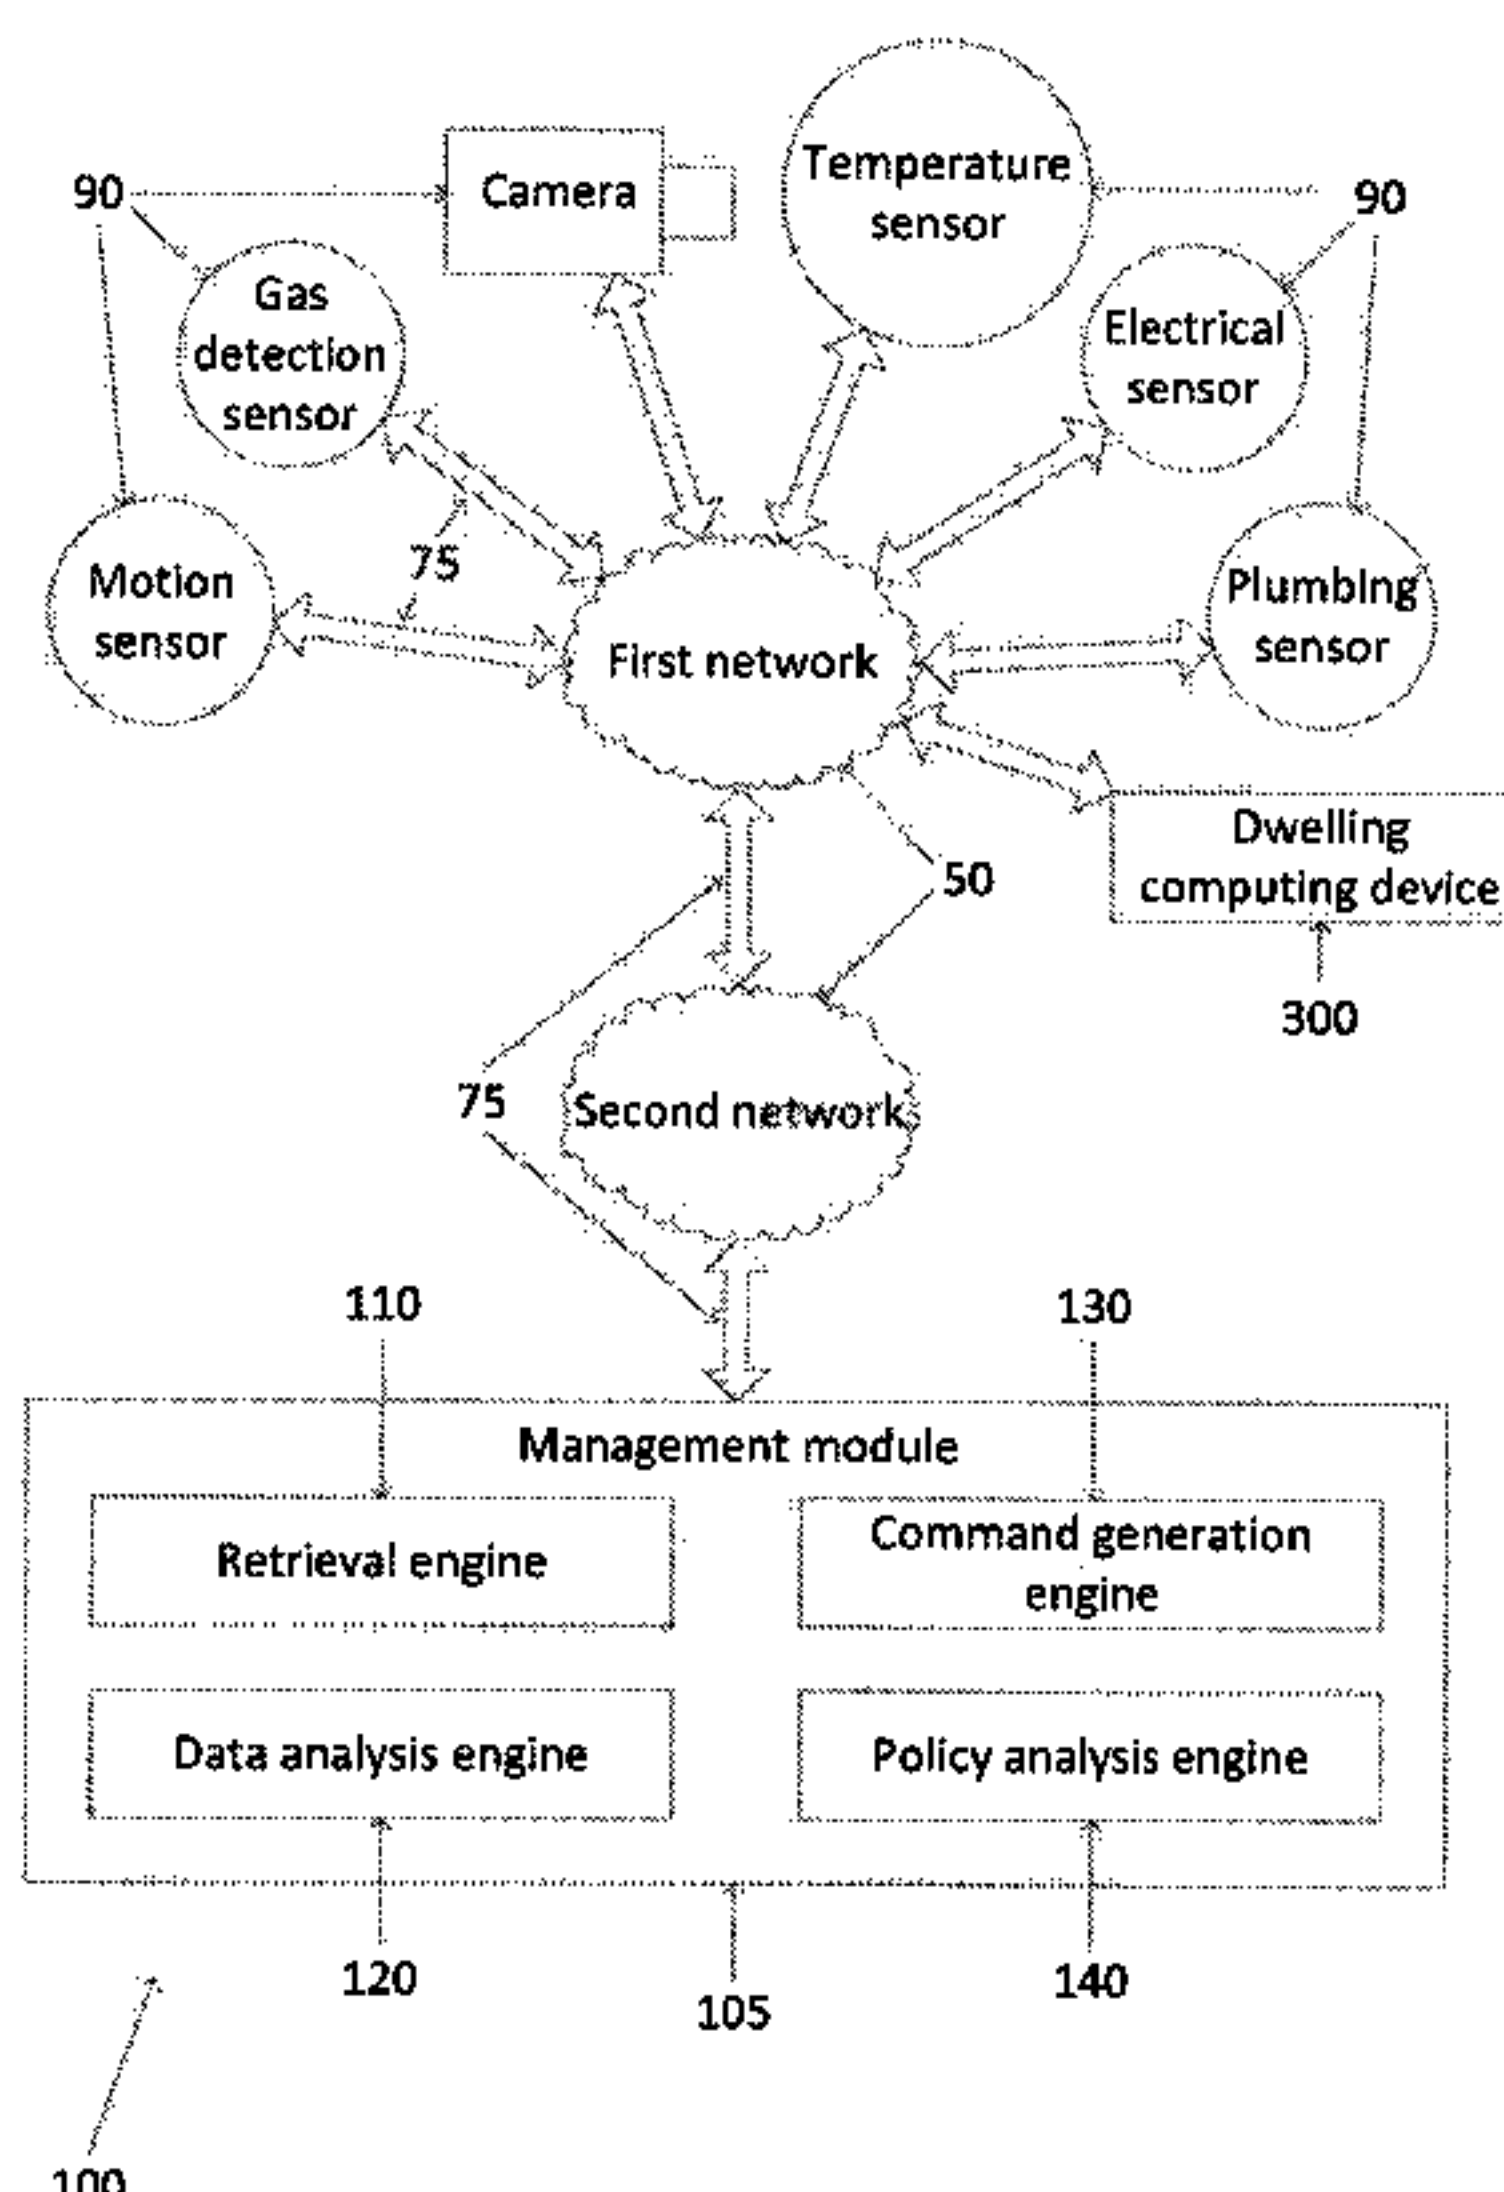 Temperature
sensor
Camera
90
90
Gas
detection
sensor
Electrical
sensor
75
Motion
sensor
Plumbing
sensor
First network
Dwelling
computing device
50
300
75
Second network
110
130
Management module
Retrieval engine
Command generation
engine
Data analysis engine
Policy analysis engine
120
140
105
100